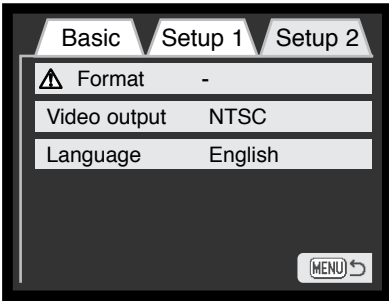 Basic Setup 1 Setup 2
Format -
Video output NTSC
Language English
MENU